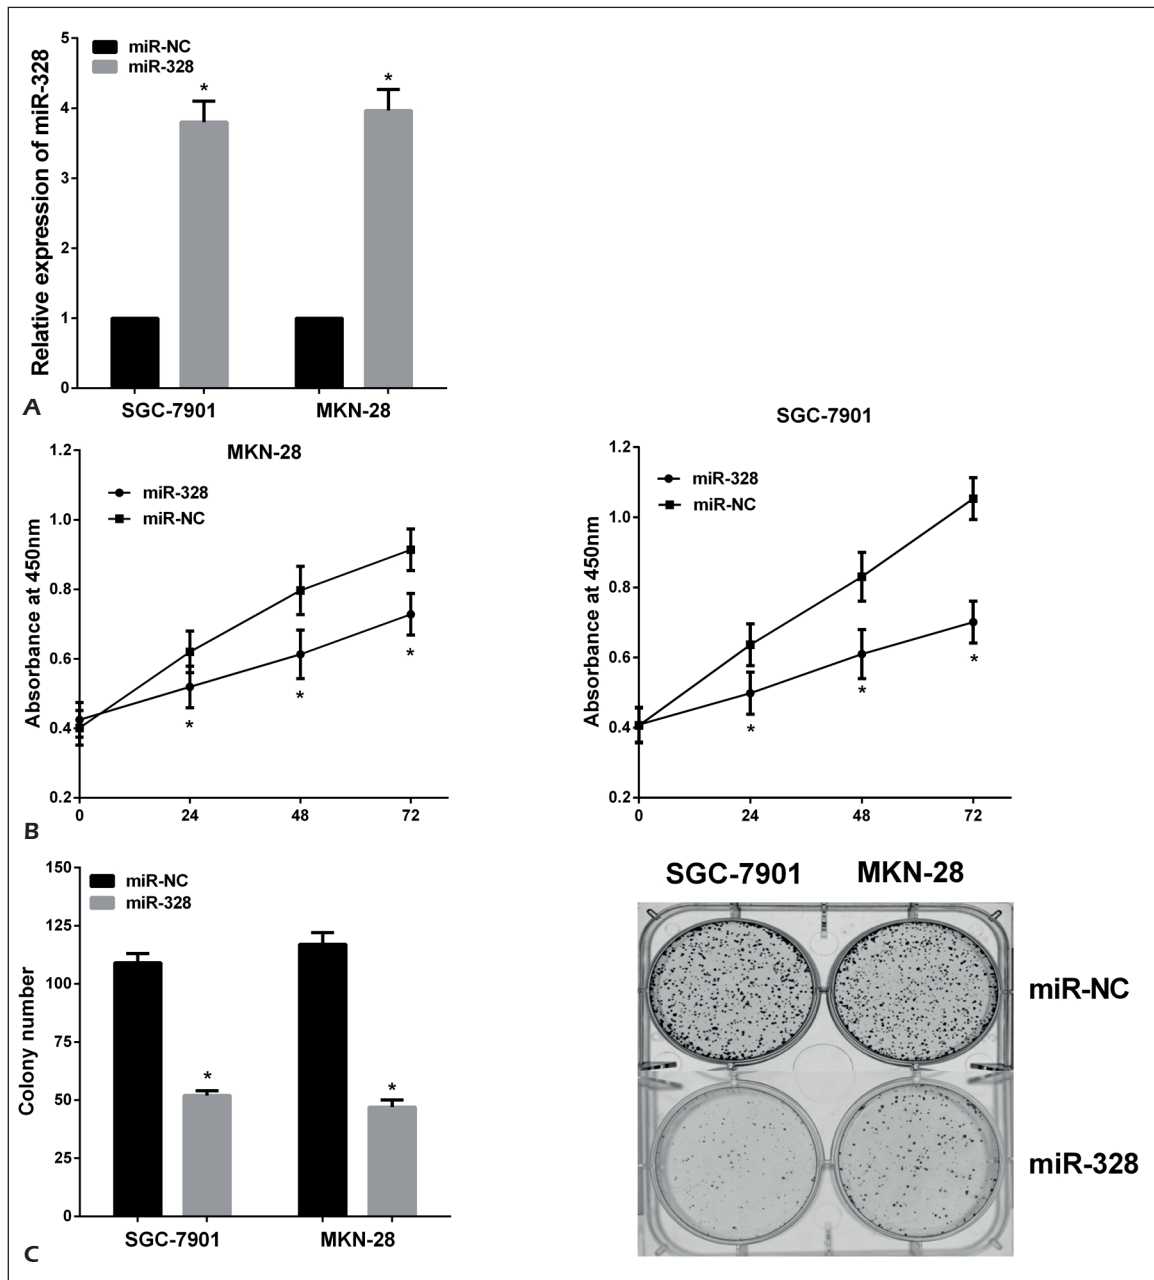 5
4
3
2
1
0
Relative expression of miR-328
miR-NC
miR-328
*
*
SGC-7901
MKN-28
A
MKN-28
1.2
1.0
0.8
0.6
0.4
0.2
Absorbance at 450nm
miR-328
miR-NC
*
*
*
0 24 48 72
SGC-7901
1.2
1.0
0.8
0.6
0.4
0.2
Absorbance at 450nm
miR-328
miR-NC
*
*
*
0 24 48 72
B
150
125
100
75
50
25
0
Colony number
miR-NC
miR-328
*
*
SGC-7901
MKN-28
C
SGC-7901 MKN-28
miR-NC
miR-328